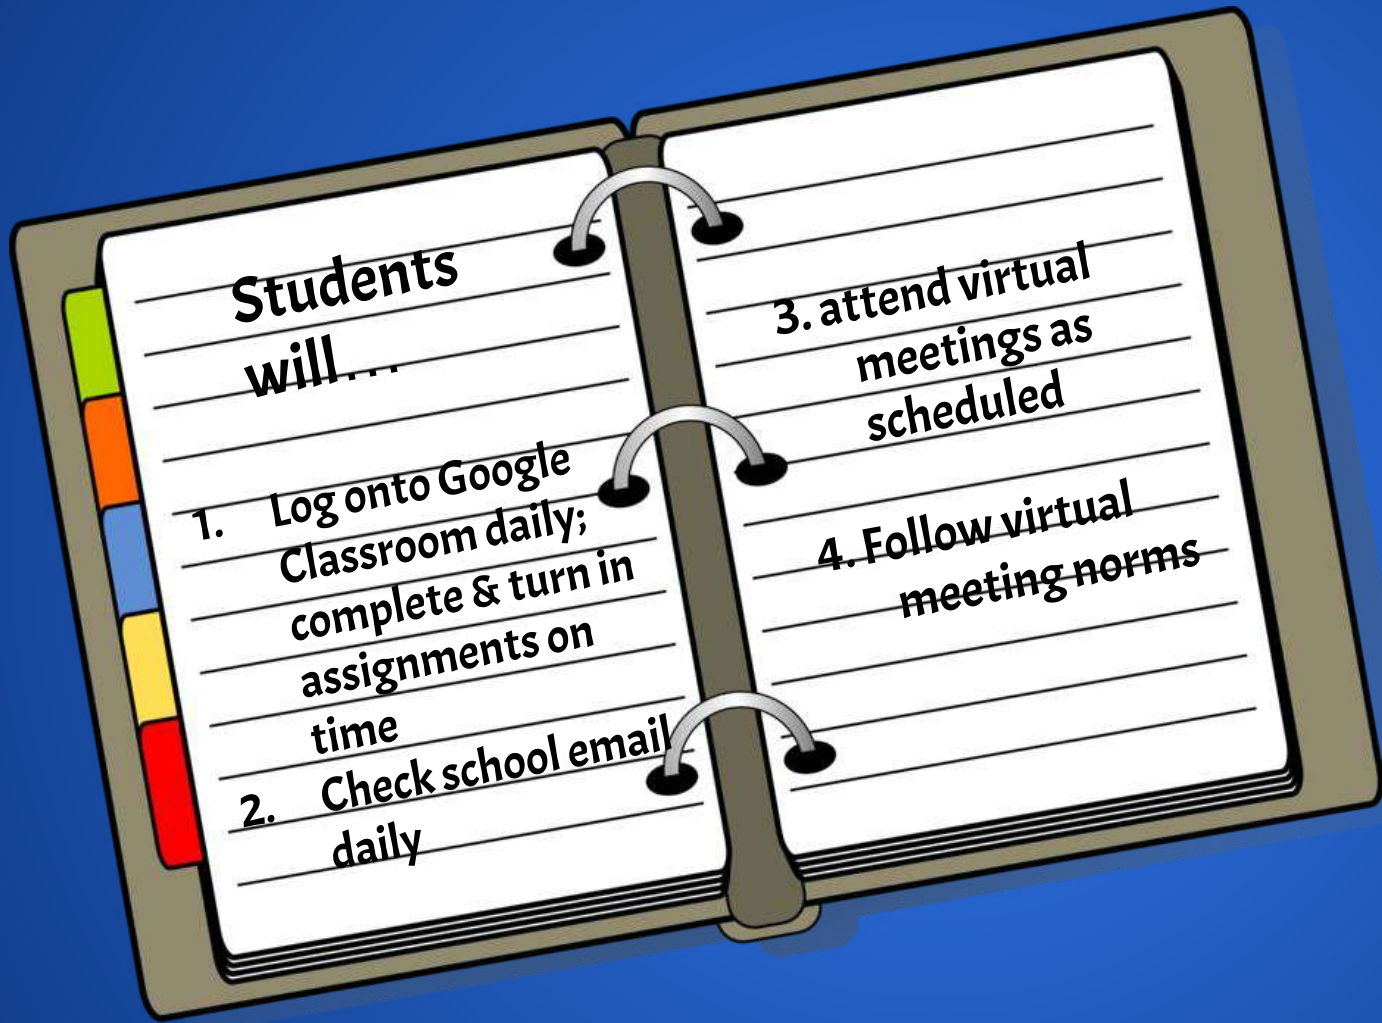 Students
will...
1. Log onto Google
Classroom daily;
complete & turn in
assignments on
time
2. Check school email
daily
3. attend virtual
meetings as
scheduled
4. Follow virtual
meeting norms